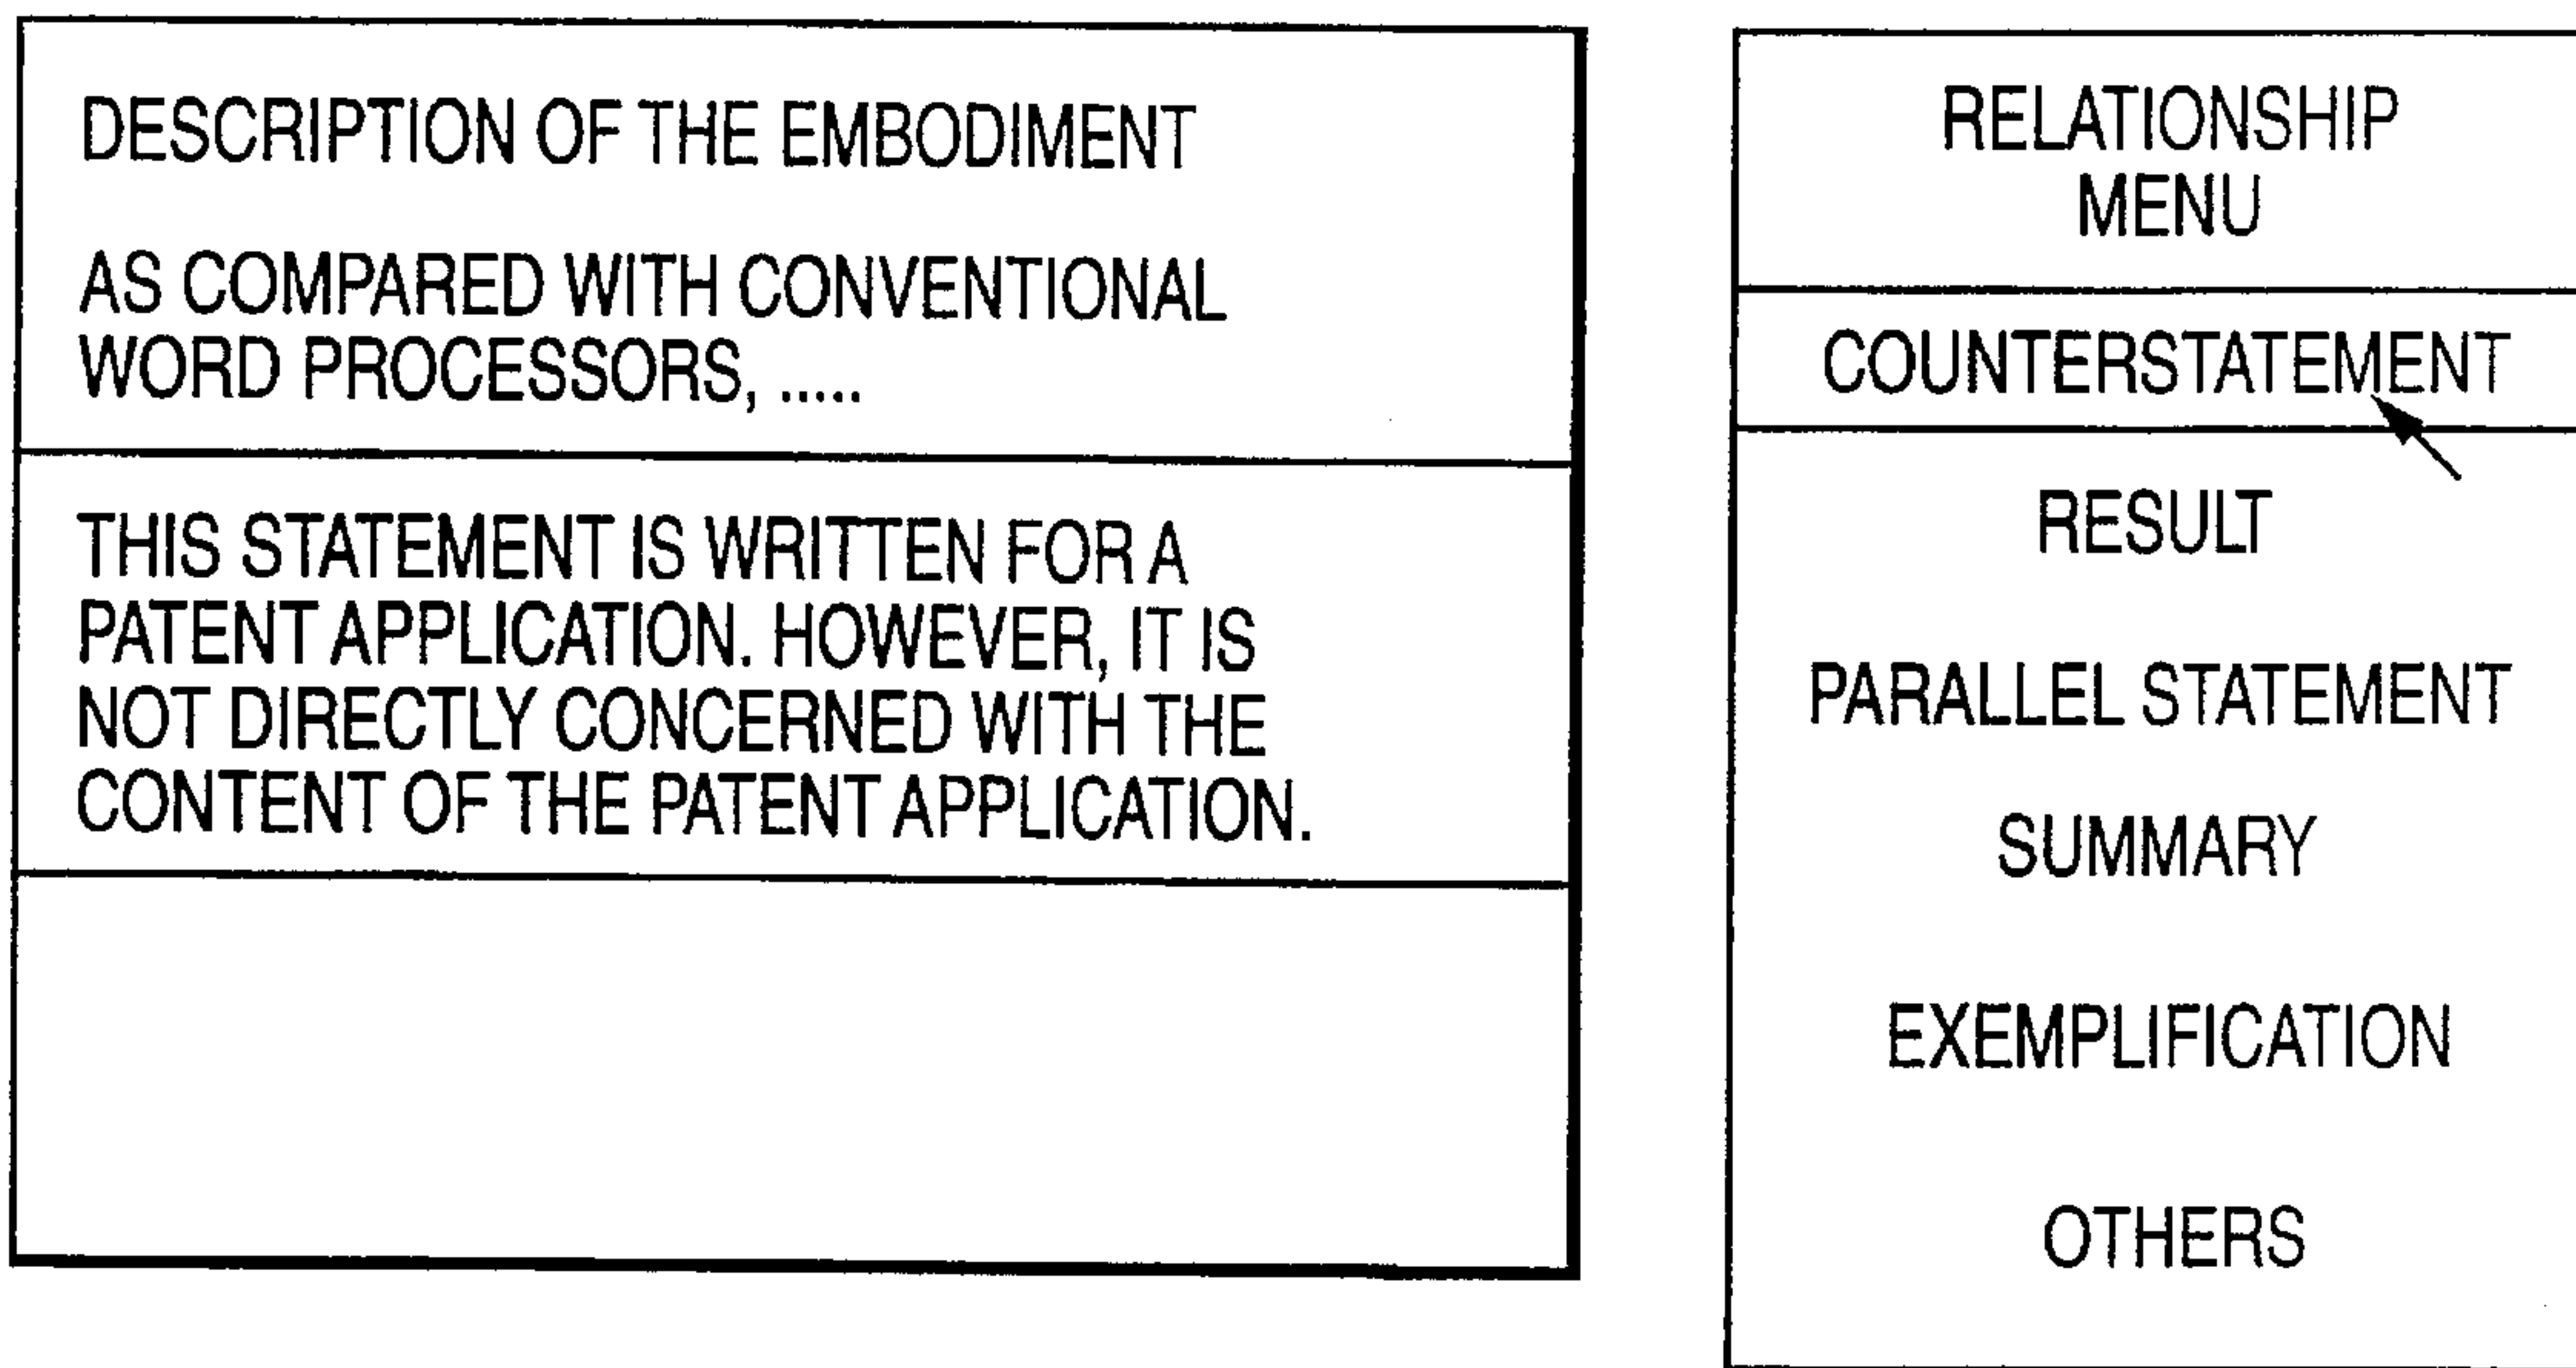 DESCRIPTION OF THE EMBODIMENT
AS COMPARED WITH CONVENTIONAL
WORD PROCESSORS, .....
THIS STATEMENT IS WRITTEN FOR A
PATENT APPLICATION. HOWEVER, IT IS
NOT DIRECTLY CONCERNED WITH THE
CONTENT OF THE PATENT APPLICATION.
RELATIONSHIP
MENU
COUNTERSTATEMENT
RESULT
PARALLEL STATEMENT
SUMMARY
EXEMPLIFICATION
OTHERS